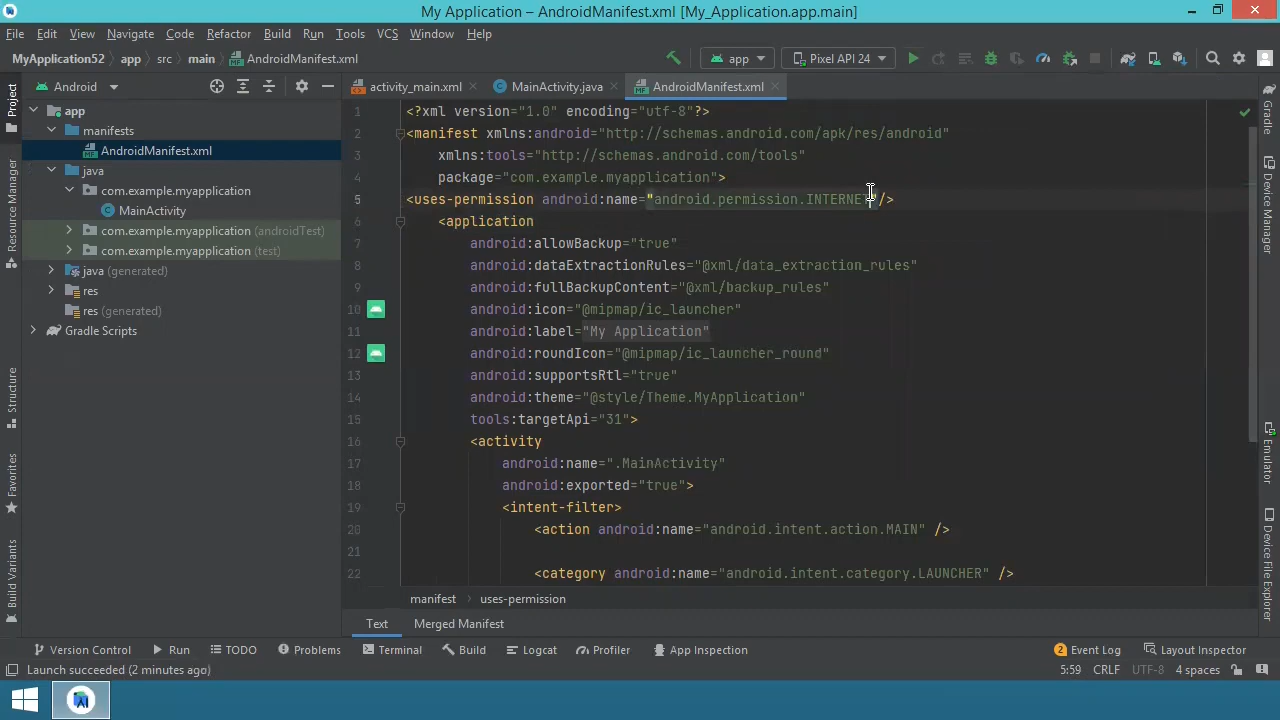 My Application – AndroidManifest.xml [My_Application.app.main]
File Edit View Navigate Code Refactor Build Run Tools VCS Window Help
MyApplication52 app src main AndroidManifest.xml
app Pixel API 24
Android
activity_main.xml MainActivity.java AndroidManifest.xml
Project
Resource Manager
Structure
Favorites
Build Variants
app
manifests
AndroidManifest.xml
java
com.example.myapplication
MainActivity
com.example.myapplication (androidTest)
com.example.myapplication (test)
java (generated)
res
res (generated)
Gradle Scripts
1 <?xml version="1.0" encoding="utf-8"?>
2 <manifest xmlns:android="http://schemas.android.com/apk/res/android"
3 xmlns:tools="http://schemas.android.com/tools"
4 package="com.example.myapplication">
5 <uses-permission android:name="android.permission.INTERNET"/>
6 <application
7 android:allowBackup="true"
8 android:dataExtractionRules="@xml/data_extraction_rules"
9 android:fullBackupContent="@xml/backup_rules"
10 android:icon="@mipmap/ic_launcher"
11 android:label="My Application"
12 android:roundIcon="@mipmap/ic_launcher_round"
13 android:supportsRtl="true"
14 android:theme="@style/Theme.MyApplication"
15 tools:targetApi="31">
16 <activity
17 android:name=".MainActivity"
18 android:exported="true">
19 <intent-filter>
20 <action android:name="android.intent.action.MAIN" />
21
22 <category android:name="android.intent.category.LAUNCHER" />
Gradle
Emulator
Device File Explorer
manifest uses-permission
Text Merged Manifest
Version Control Run TODO Problems Terminal Build Logcat Profiler App Inspection 2 Event Log Layout Inspector
Launch succeeded (2 minutes ago) 5:59 CRLF UTF-8 4 spaces